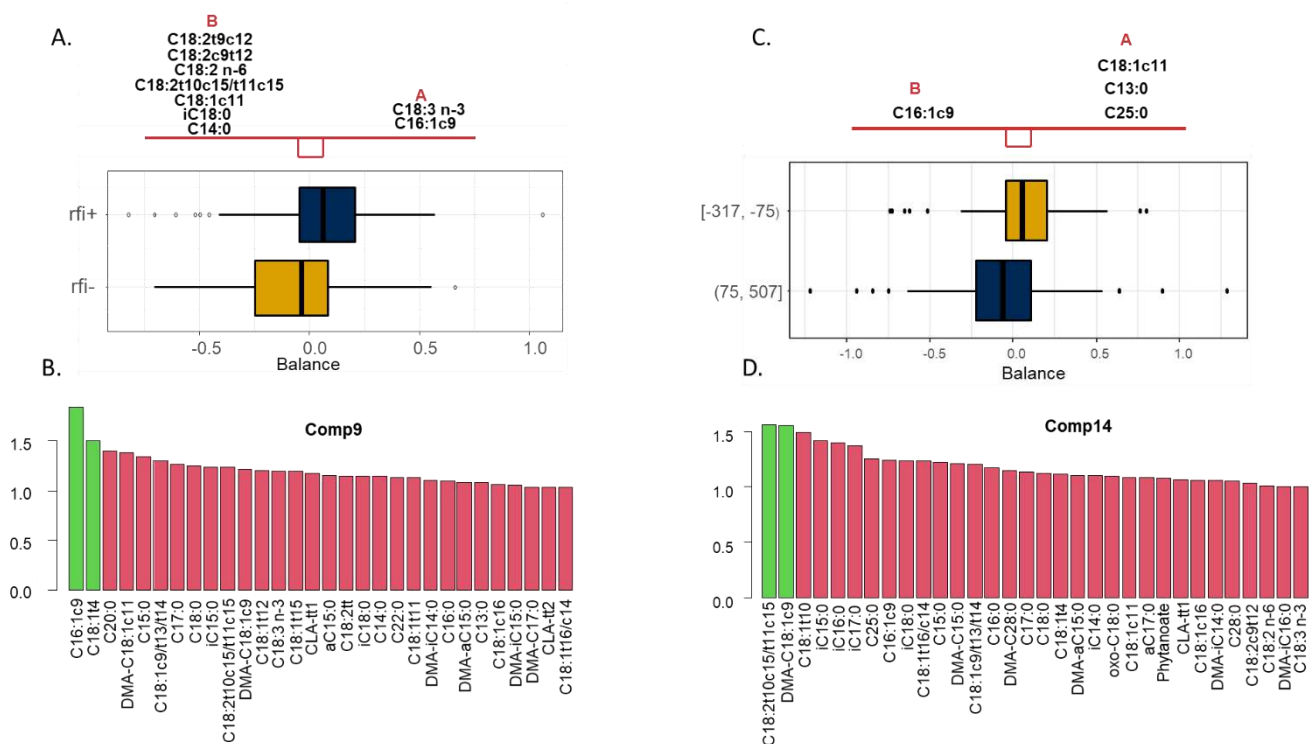 A.
B
C18:2t9c12
C18:2c9t12
C18:2 n-6
C18:2t10c15/t11c15
C18:1c11
iC18:0
C14:0
A
C18:3 n-3
C16:1c9
rfi+
rfi-
-0.5
0.0
0.5
1.0
Balance
C.
A
C18:1c11
C13:0
C25:0
B
C16:1c9
[-317, -75)
(75, 507]
-1.0
-0.5
0.0
0.5
1.0
Balance
B.
Comp9
1.5
1.0
0.5
0.0
C16:1c9
C18:1t4
C20:0
DMA-C18:1c11
C15:0
C18:1c9/t13/t14
C17:0
C18:0
iC15:0
C18:2t10c15/t11c15
DMA-C18:1c9
C18:1t12
C18:3 n-3
C18:1t15
CLA-tt1
aC15:0
C18:2tt
iC18:0
C14:0
C22:0
C18:1t11
DMA-iC14:0
C16:0
DMA-aC15:0
C13:0
C18:1c16
DMA-iC15:0
DMA-C17:0
CLA-tt2
C18:1t16/c14
D.
Comp14
1.5
1.0
0.5
0.0
C18:2t10c15/t11c15
DMA-C18:1c9
C18:1t10
iC15:0
iC16:0
iC17:0
C25:0
C16:1c9
iC18:0
C18:1t16/c14
C15:0
DMA-C15:0
C18:1c9/t13/t14
C16:0
DMA-C28:0
C17:0
C18:0
C18:1t4
DMA-aC15:0
iC14:0
oxo-C18:0
C18:1c11
aC17:0
Phytanoate
CLA-tt1
C18:1c16
DMA-iC14:0
C28:0
C18:2c9t12
C18:2 n-6
DMA-iC16:0
C18:3 n-3